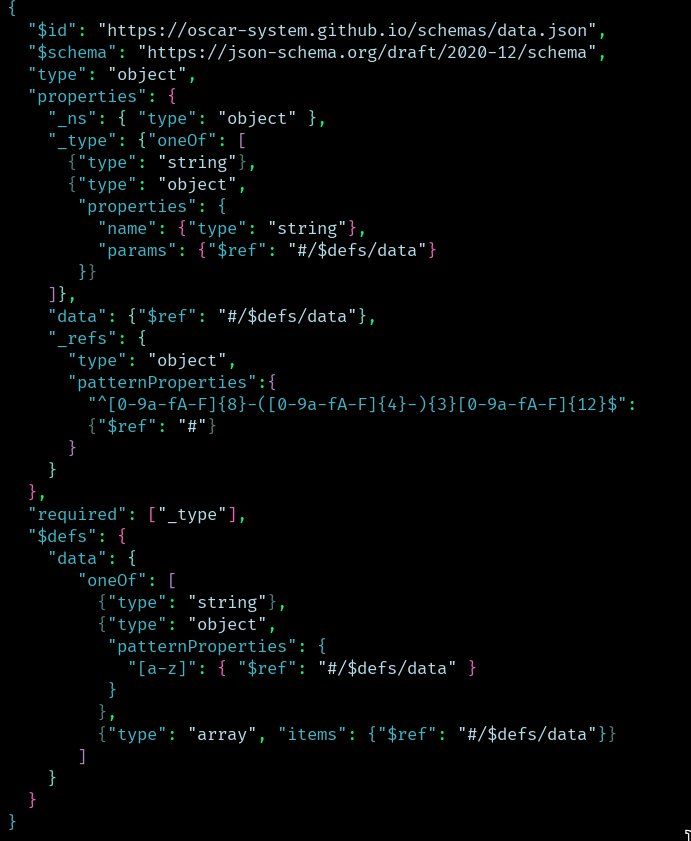 {
  "$id": "https://oscar-system.github.io/schemas/data.json",
  "$schema": "https://json-schema.org/draft/2020-12/schema",
  "type": "object",
  "properties": {
    "_ns": { "type": "object" },
    "_type": {"oneOf": [
      {"type": "string"},
      {"type": "object",
       "properties": {
         "name": {"type": "string"},
         "params": {"$ref": "#/$defs/data"}
       }}
    ]},
    "data": {"$ref": "#/$defs/data"},
    "_refs": {
      "type": "object",
      "patternProperties":{
        "^[0-9a-fA-F]{8}-([0-9a-fA-F]{4}-){3}[0-9a-fA-F]{12}$":
        {"$ref": "#"}
      }
    }
  },
  "required": ["_type"],
  "$defs": {
    "data": {
       "oneOf": [
         {"type": "string"},
         {"type": "object",
          "patternProperties": {
            "[a-z]": { "$ref": "#/$defs/data" }
          }
         },
         {"type": "array", "items": {"$ref": "#/$defs/data"}}
       ]
    }
  }
}